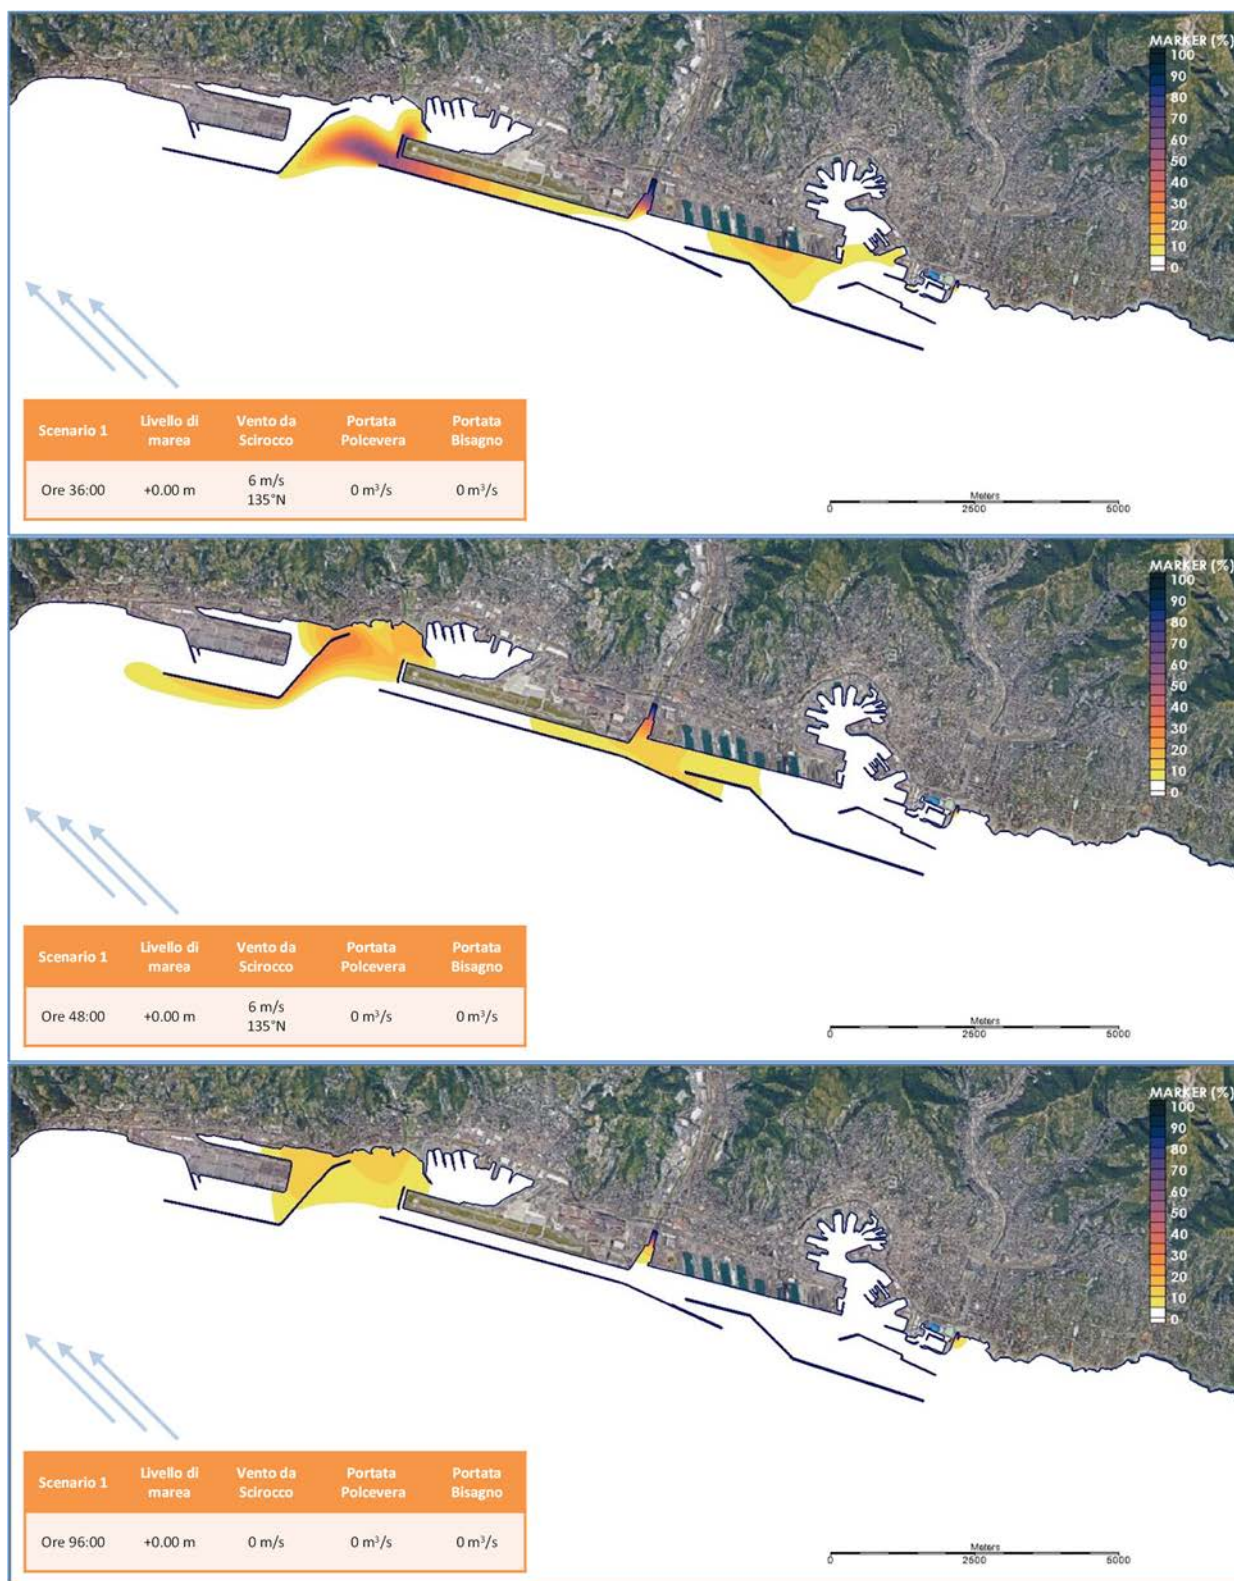 MARKER (%)
100
90
80
70
60
50
40
30
20
10
0
Scenario 1 Livello di marea Vento da Scirocco Portata Polcevera Portata Bisagno
Ore 36:00 +0.00 m 6 m/s 135°N 0 m³/s 0 m³/s
Meters
0 2500 5000
MARKER (%)
100
90
80
70
60
50
40
30
20
10
0
Scenario 1 Livello di marea Vento da Scirocco Portata Polcevera Portata Bisagno
Ore 48:00 +0.00 m 6 m/s 135°N 0 m³/s 0 m³/s
Meters
0 2500 5000
MARKER (%)
100
90
80
70
60
50
40
30
20
10
0
Scenario 1 Livello di marea Vento da Scirocco Portata Polcevera Portata Bisagno
Ore 96:00 +0.00 m 0 m/s 0 m³/s 0 m³/s
Meters
0 2500 5000